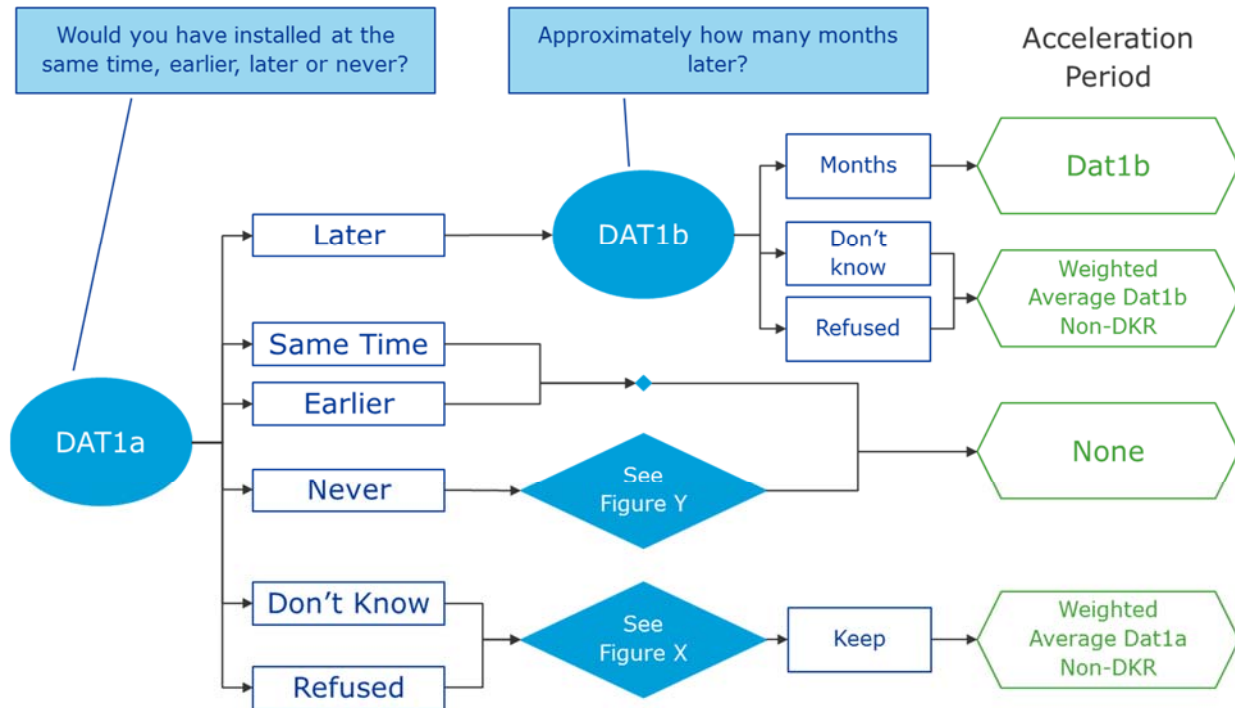 Would you have installed at the
same time, earlier, later or never?
Approximately how many months
later?
Acceleration
Period
Months
Dat1b
Later
DAT1b
Don't
know
Weighted
Average Dat1b
Non-DKR
Refused
Same Time
Earlier
DAT1a
None
Never
See
Figure Y
Don't Know
See
Figure X
Keep
Weighted
Average Dat1a
Non-DKR
Refused